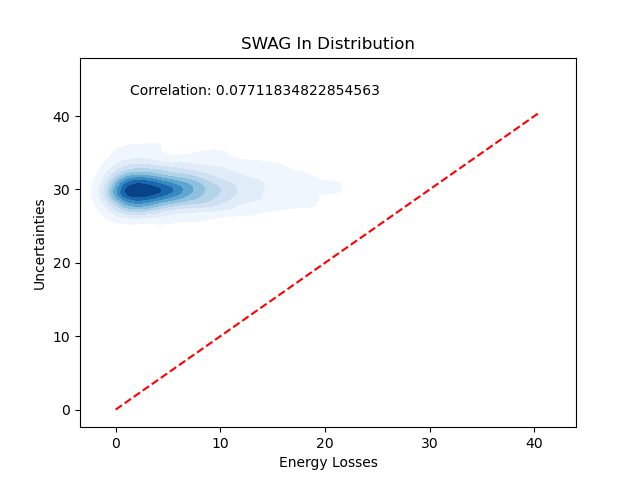 SWAG In Distribution
Correlation: 0.07711834822854563
40
30
20
10
0
Uncertainties
0 10 20 30 40
Energy Losses